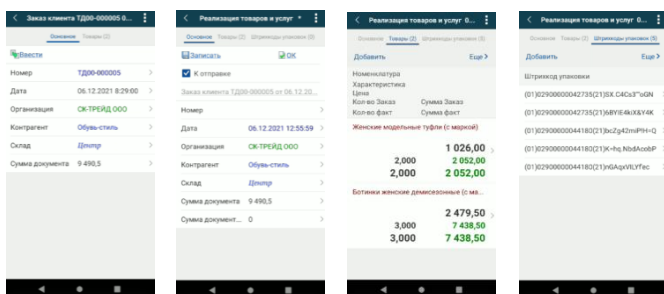 Заказ клиента ТД00-000005 0...
Основное Товары (2)
Ввести
Номер ТД00-000005
Дата 06.12.2021 8:29:00
Организация СК-ТРЕЙД ООО
Контрагент Обувь-стиль
Склад Центр
Сумма документа 9 490,5
Реализация товаров и услуг *
Основное Товары (2) Штрихкоды упаковок (5)
Записать OK
К отправке
Заказ клиента ТД00-000005 от 06.12.20...
Номер
Дата 06.12.2021 12:55:59
Организация СК-ТРЕЙД ООО
Контрагент Обувь-стиль
Склад Центр
Сумма документа 9 490,5
Сумма документ... 0
Реализация товаров и услуг 0...
Основное Товары (2) Штрихкоды упаковок (5)
Добавить Еще
Номенклатура
Характеристика
Цена
Кол-во Заказ Сумма Заказ
Кол-во факт Сумма факт
Женские модельные туфли (с маркой)
1 026,00
2,000 2 052,00
2,000 2 052,00
Ботинки женские демисезонные (с ма...
2 479,50
3,000 7 438,50
3,000 7 438,50
Реализация товаров и услуг 0...
Основное Товары (2) Штрихкоды упаковок (5)
Добавить Еще
Штрихкод упаковки